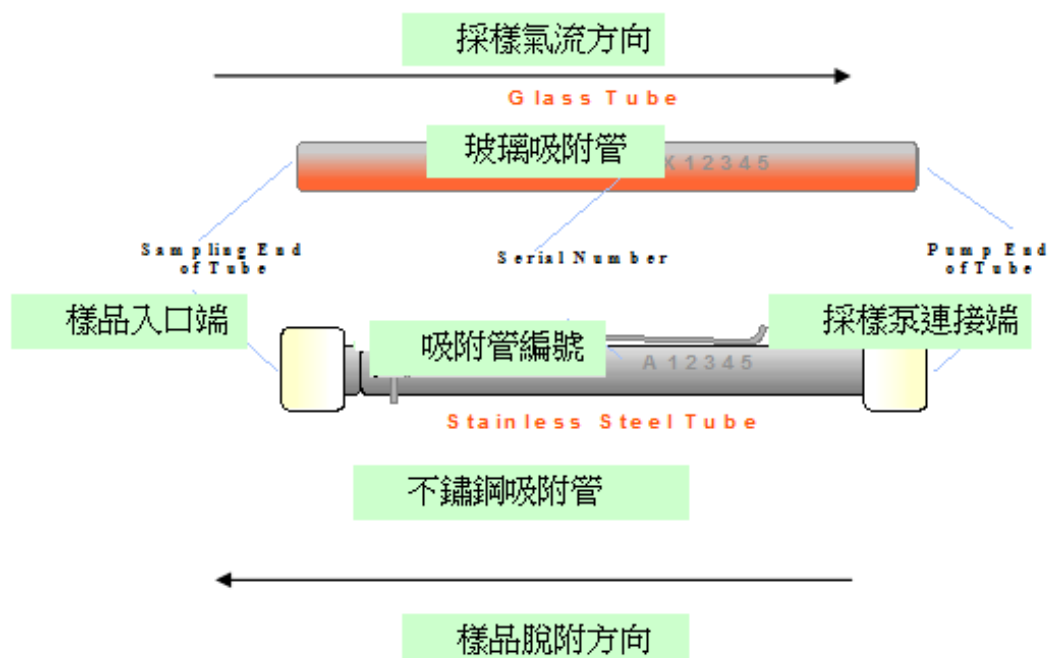 採樣氣流方向
Glass Tube
玻璃吸附管
X12345
Sampling End
of Tube
Serial Number
Pump End
of Tube
樣品入口端
吸附管編號
採樣泵連接端
A12345
Stainless Steel Tube
不鏽鋼吸附管
樣品脫附方向